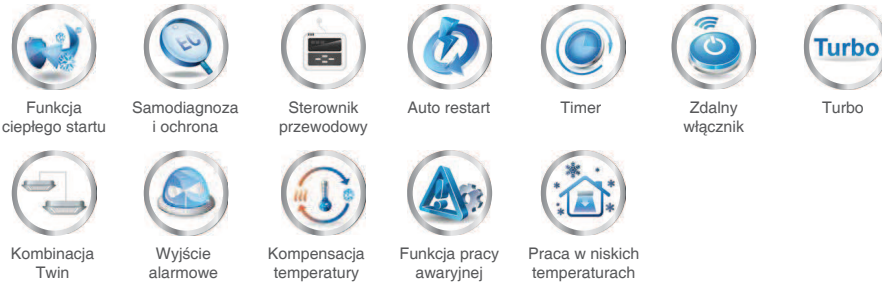 EC
Turbo
Funkcja
ciepłego startu
Samodiagnoza
i ochrona
Sterownik
przewodowy
Auto restart
Timer
Zdalny
włącznik
Turbo
Kombinacja
Twin
Wyjście
alarmowe
Kompensacja
temperatury
Funkcja pracy
awaryjnej
Praca w niskich
temperaturach